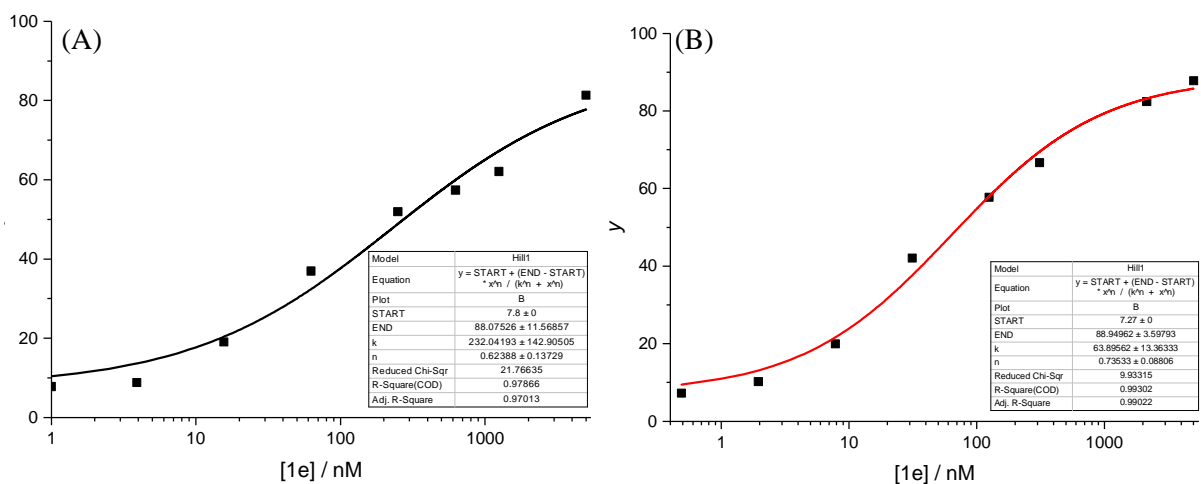 (A)
100
80
60
40
20
0
1
10
100
1000
[1e] / nM
Model Hill1
Equation y = START + (END - START) * x^n / (k^n + x^n)
Plot B
START 7.8 ± 0
END 88.07526 ± 11.56857
k 232.04193 ± 142.90505
n 0.62388 ± 0.13729
Reduced Chi-Sqr 21.76635
R-Square(COD) 0.97866
Adj. R-Square 0.97013
(B)
100
80
60
40
20
0
y
1
10
100
1000
[1e] / nM
Model Hill1
Equation y = START + (END - START) * x^n / (k^n + x^n)
Plot B
START 7.27 ± 0
END 88.94962 ± 3.59793
k 63.89562 ± 13.36333
n 0.73533 ± 0.08806
Reduced Chi-Sqr 9.93315
R-Square(COD) 0.99302
Adj. R-Square 0.99022